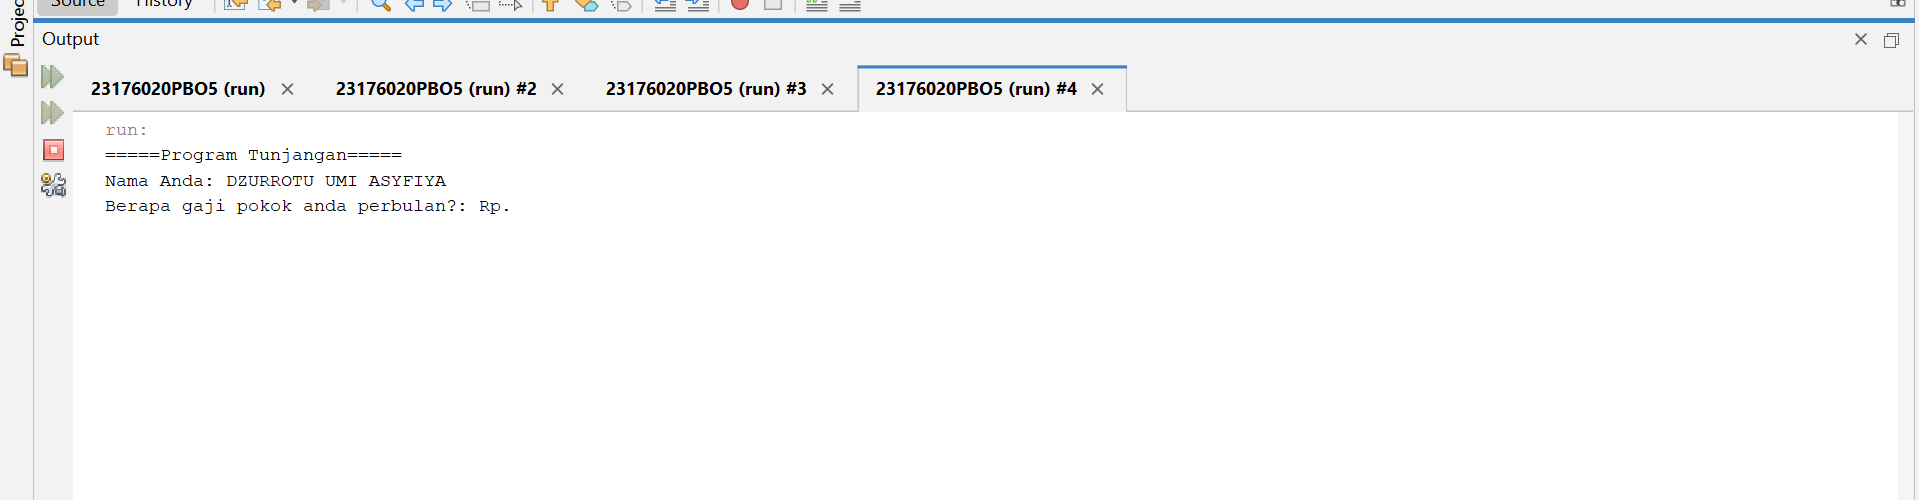 Source History
Projec
Output
23176020PBO5 (run) 23176020PBO5 (run) #2 23176020PBO5 (run) #3 23176020PBO5 (run) #4
run:
=====Program Tunjangan=====
Nama Anda: DZURROTU UMI ASYFIYA
Berapa gaji pokok anda perbulan?: Rp.